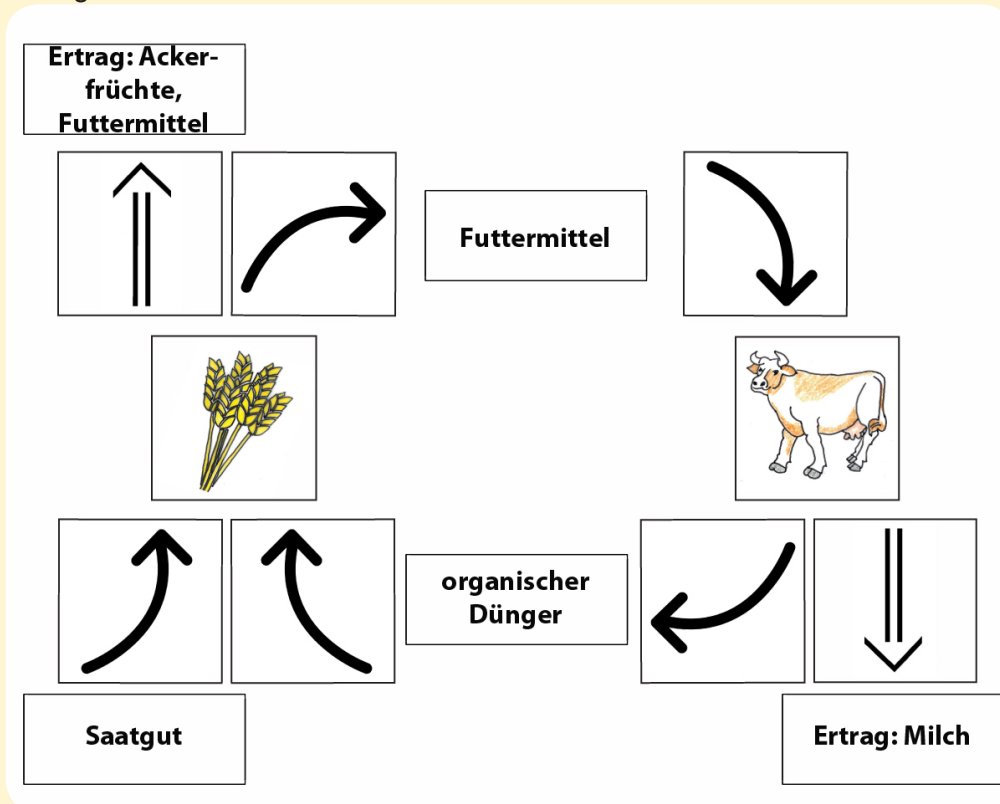 Ertrag: Acker-
früchte,
Futtermittel
Futtermittel
organischer
Dünger
Saatgut
Ertrag: Milch